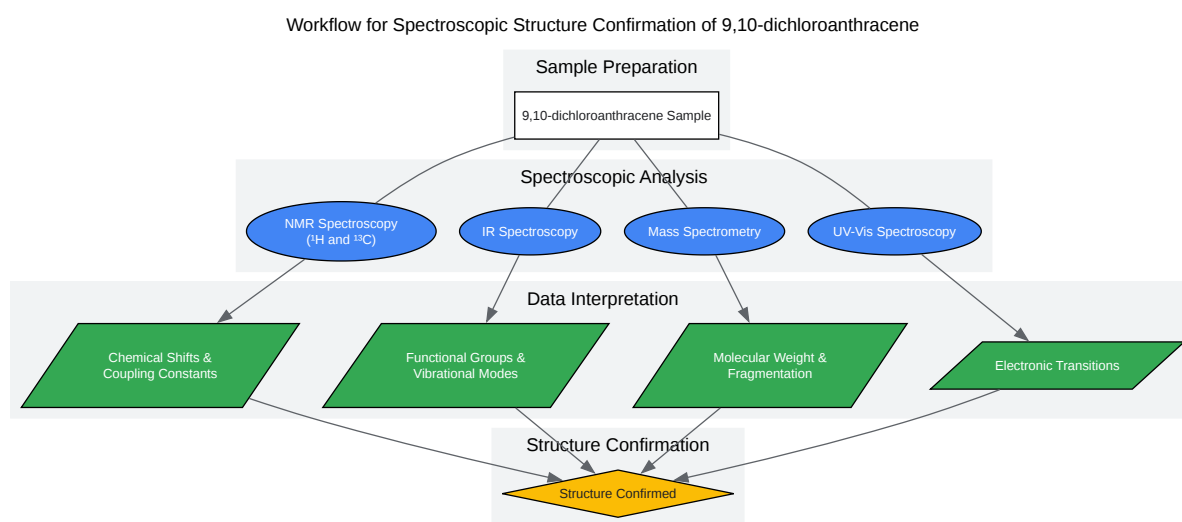 Workflow for Spectroscopic Structure Confirmation of 9,10-dichloroanthracene
Sample Preparation
9,10-dichloroanthracene Sample
Spectroscopic Analysis
NMR Spectroscopy
(¹H and ¹³C)
IR Spectroscopy
Mass Spectrometry
UV-Vis Spectroscopy
Data Interpretation
Chemical Shifts &
Coupling Constants
Functional Groups &
Vibrational Modes
Molecular Weight &
Fragmentation
Electronic Transitions
Structure Confirmation
Structure Confirmed